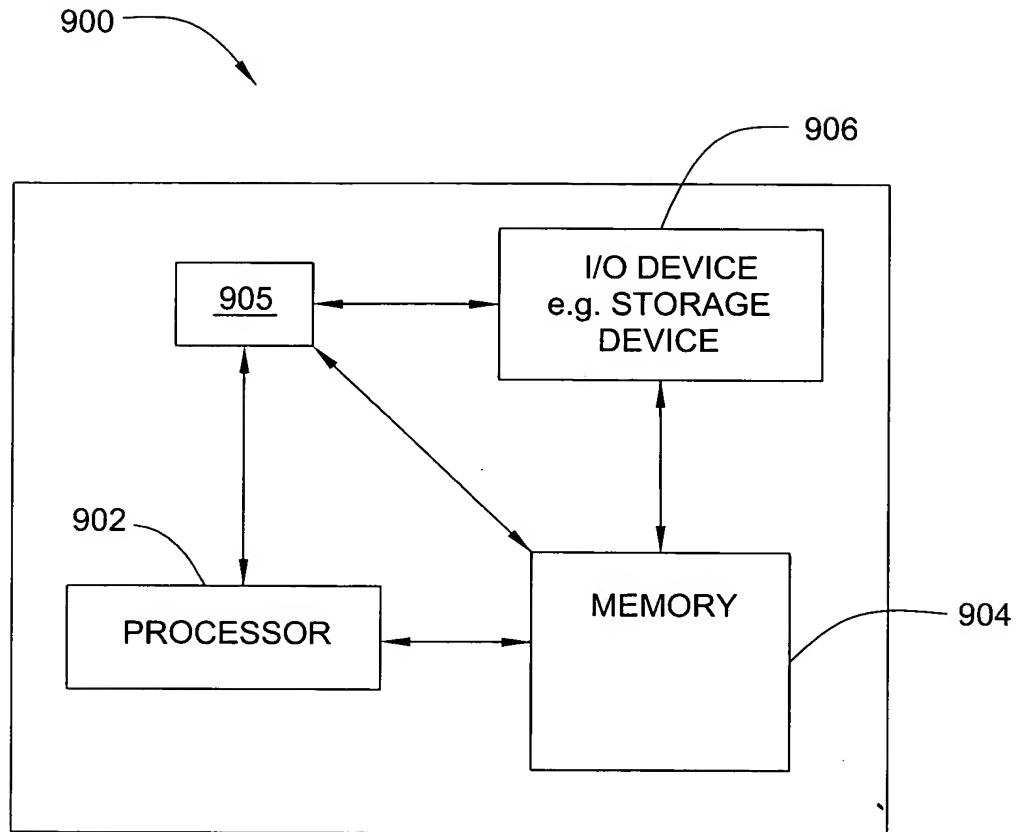 900
906
I/O DEVICE
e.g. STORAGE
DEVICE
905
902
PROCESSOR
MEMORY
904